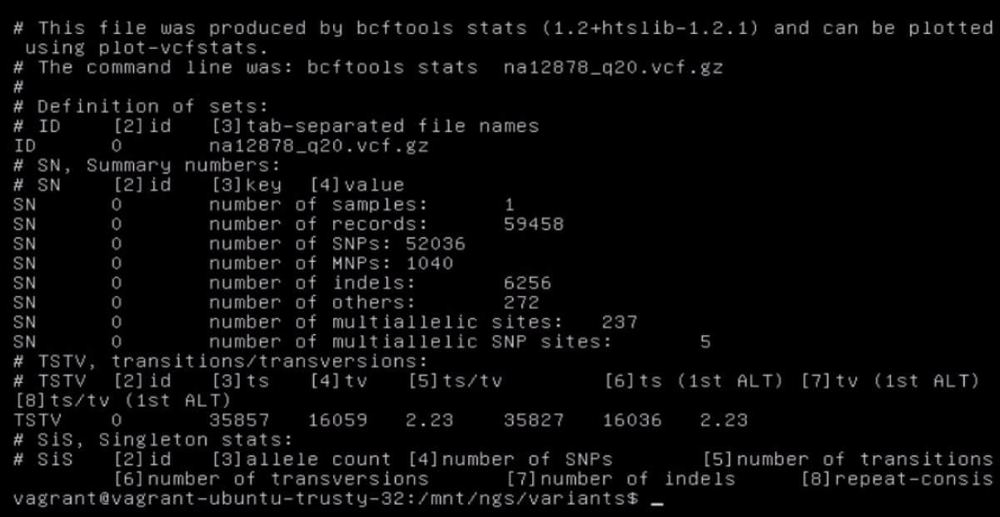 # This file was produced by bcftools stats (1.2+htslib-1.2.1) and can be plotted
using plot-vcfstats.
# The command line was: bcftools stats  na12878_q20.vcf.gz
#
# Definition of sets:
# ID    [2]id   [3]tab-separated file names
ID      0       na12878_q20.vcf.gz
# SN, Summary numbers:
# SN    [2]id   [3]key  [4]value
SN      0       number of samples:      1
SN      0       number of records:      59458
SN      0       number of SNPs: 52036
SN      0       number of MNPs: 1040
SN      0       number of indels:       6256
SN      0       number of others:       272
SN      0       number of multiallelic sites:   237
SN      0       number of multiallelic SNP sites:       5
# TSTV, transitions/transversions:
# TSTV  [2]id   [3]ts   [4]tv   [5]ts/tv        [6]ts (1st ALT) [7]tv (1st ALT)
[8]ts/tv (1st ALT)
TSTV    0       35857   16059   2.23    35827   16036   2.23
# SiS, Singleton stats:
# SiS   [2]id   [3]allele count [4]number of SNPs       [5]number of transitions
        [6]number of transversions      [7]number of indels     [8]repeat-consis
vagrant@vagrant-ubuntu-trusty-32:/mnt/ngs/variants$ _